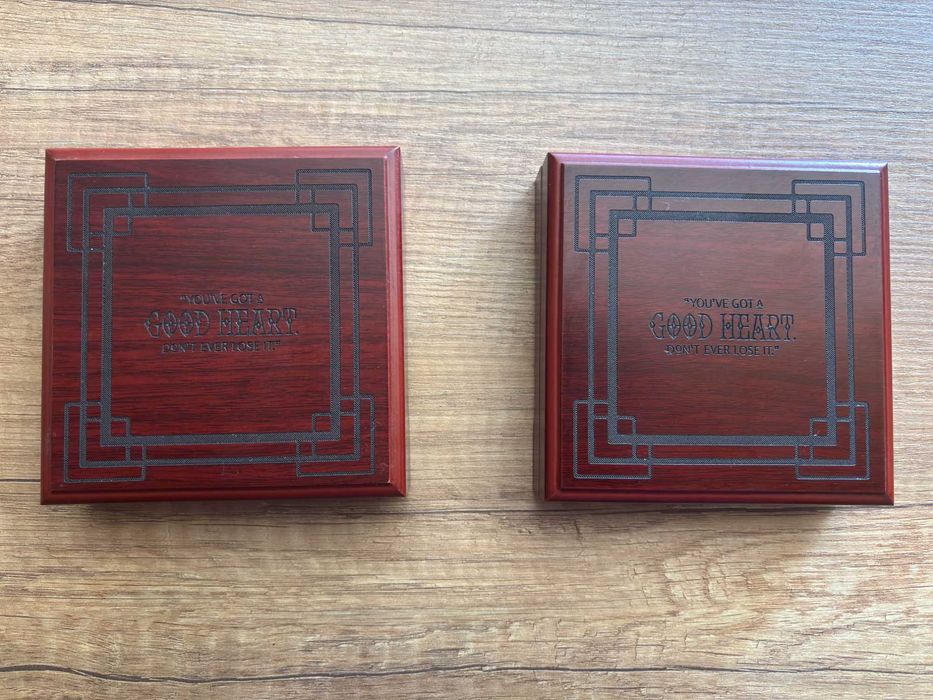 "YOU'VE GOT A
GOOD HEART.
DON'T EVER LOSE IT."
"YOU'VE GOT A
GOOD HEART.
DON'T EVER LOSE IT."